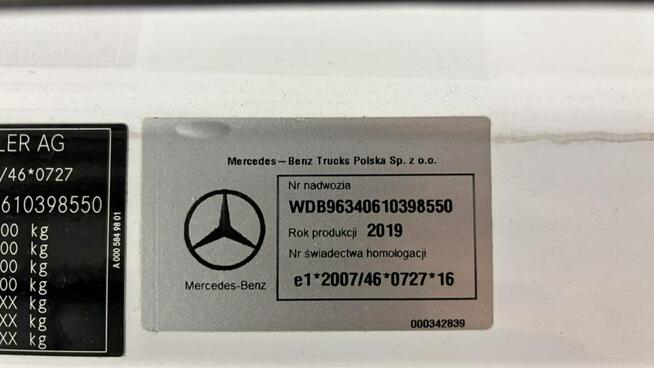 LER AG
/46*0727
610398550
00 kg
00 kg
00 kg
00 kg
XX kg
XX kg
XX kg
A 000 584 98 01
Mercedes-Benz Trucks Polska Sp. z o.o.
Mercedes-Benz
Nr nadwozia
WDB96340610398550
Rok produkcji 2019
Nr świadectwa homologacji
e1*2007/46*0727*16
000342839